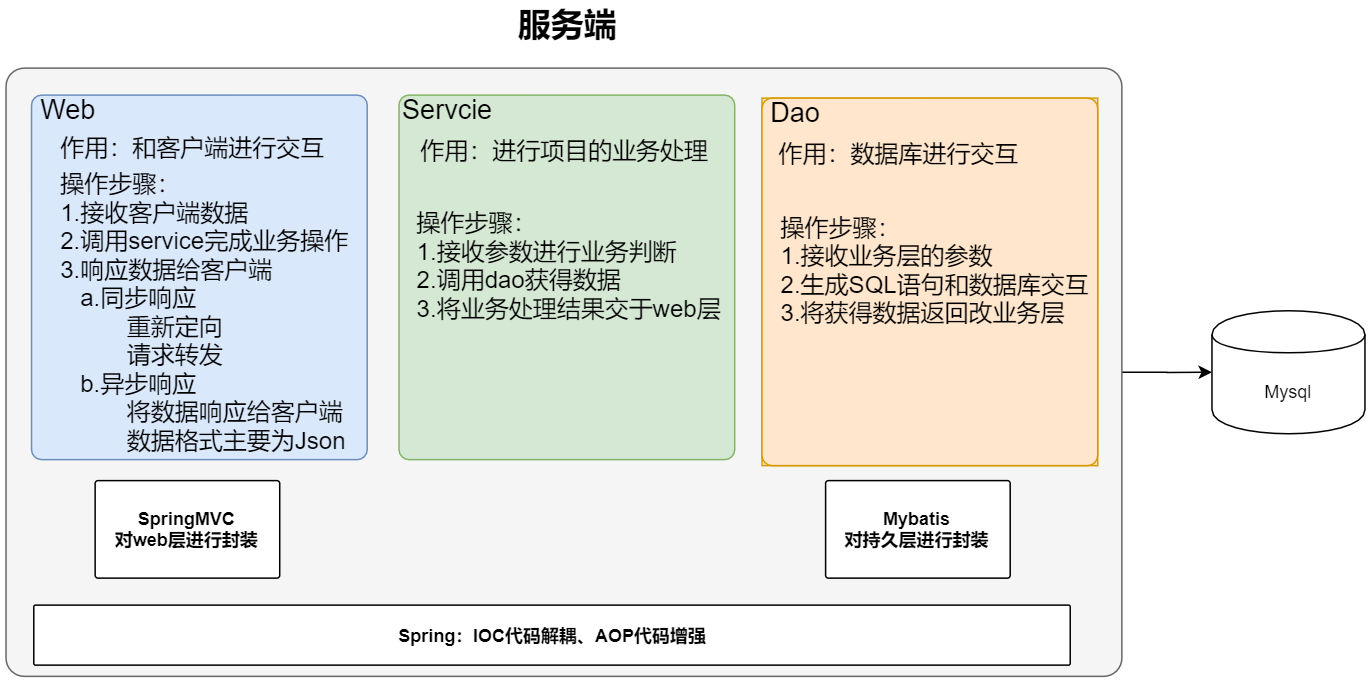 服务端
Web
作用：和客户端进行交互
操作步骤：
1.接收客户端数据
2.调用service完成业务操作
3.响应数据给客户端
a.同步响应
重新定向
请求转发
b.异步响应
将数据响应给客户端
数据格式主要为Json
Servcie
作用：进行项目的业务处理
操作步骤：
1.接收参数进行业务判断
2.调用dao获得数据
3.将业务处理结果交于web层
Dao
作用：数据库进行交互
操作步骤：
1.接收业务层的参数
2.生成SQL语句和数据库交互
3.将获得数据返回改业务层
Mysql
SpringMVC
对web层进行封装
Mybatis
对持久层进行封装
Spring：IOC代码解耦、AOP代码增强